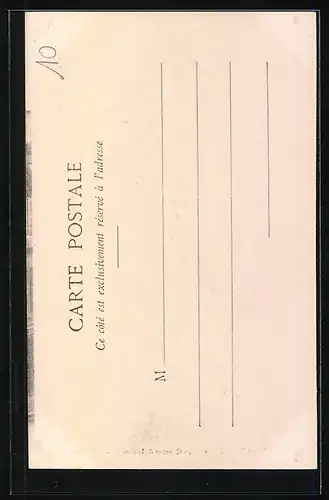 10
CARTE POSTALE
Ce côté est exclusivement réservé à l'adresse
M